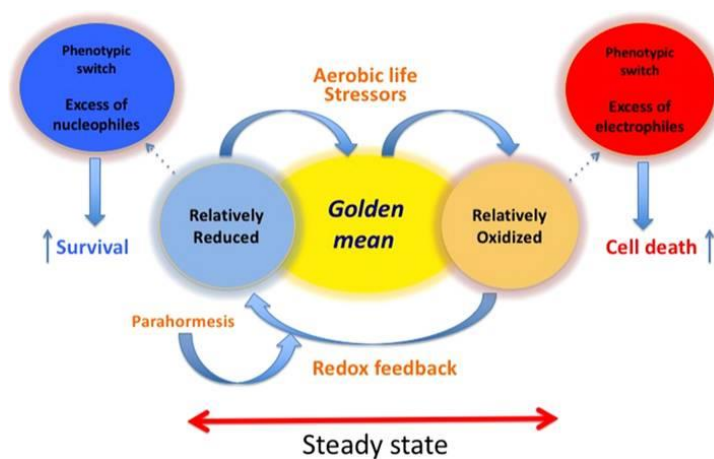 Phenotypic
switch
Excess of
nucleophiles
Aerobic life
Stressors
Phenotypic
switch
Excess of
electrophiles
Relatively
Reduced
Golden
mean
Relatively
Oxidized
Survival
Cell death
Parahormesis
Redox feedback
Steady state